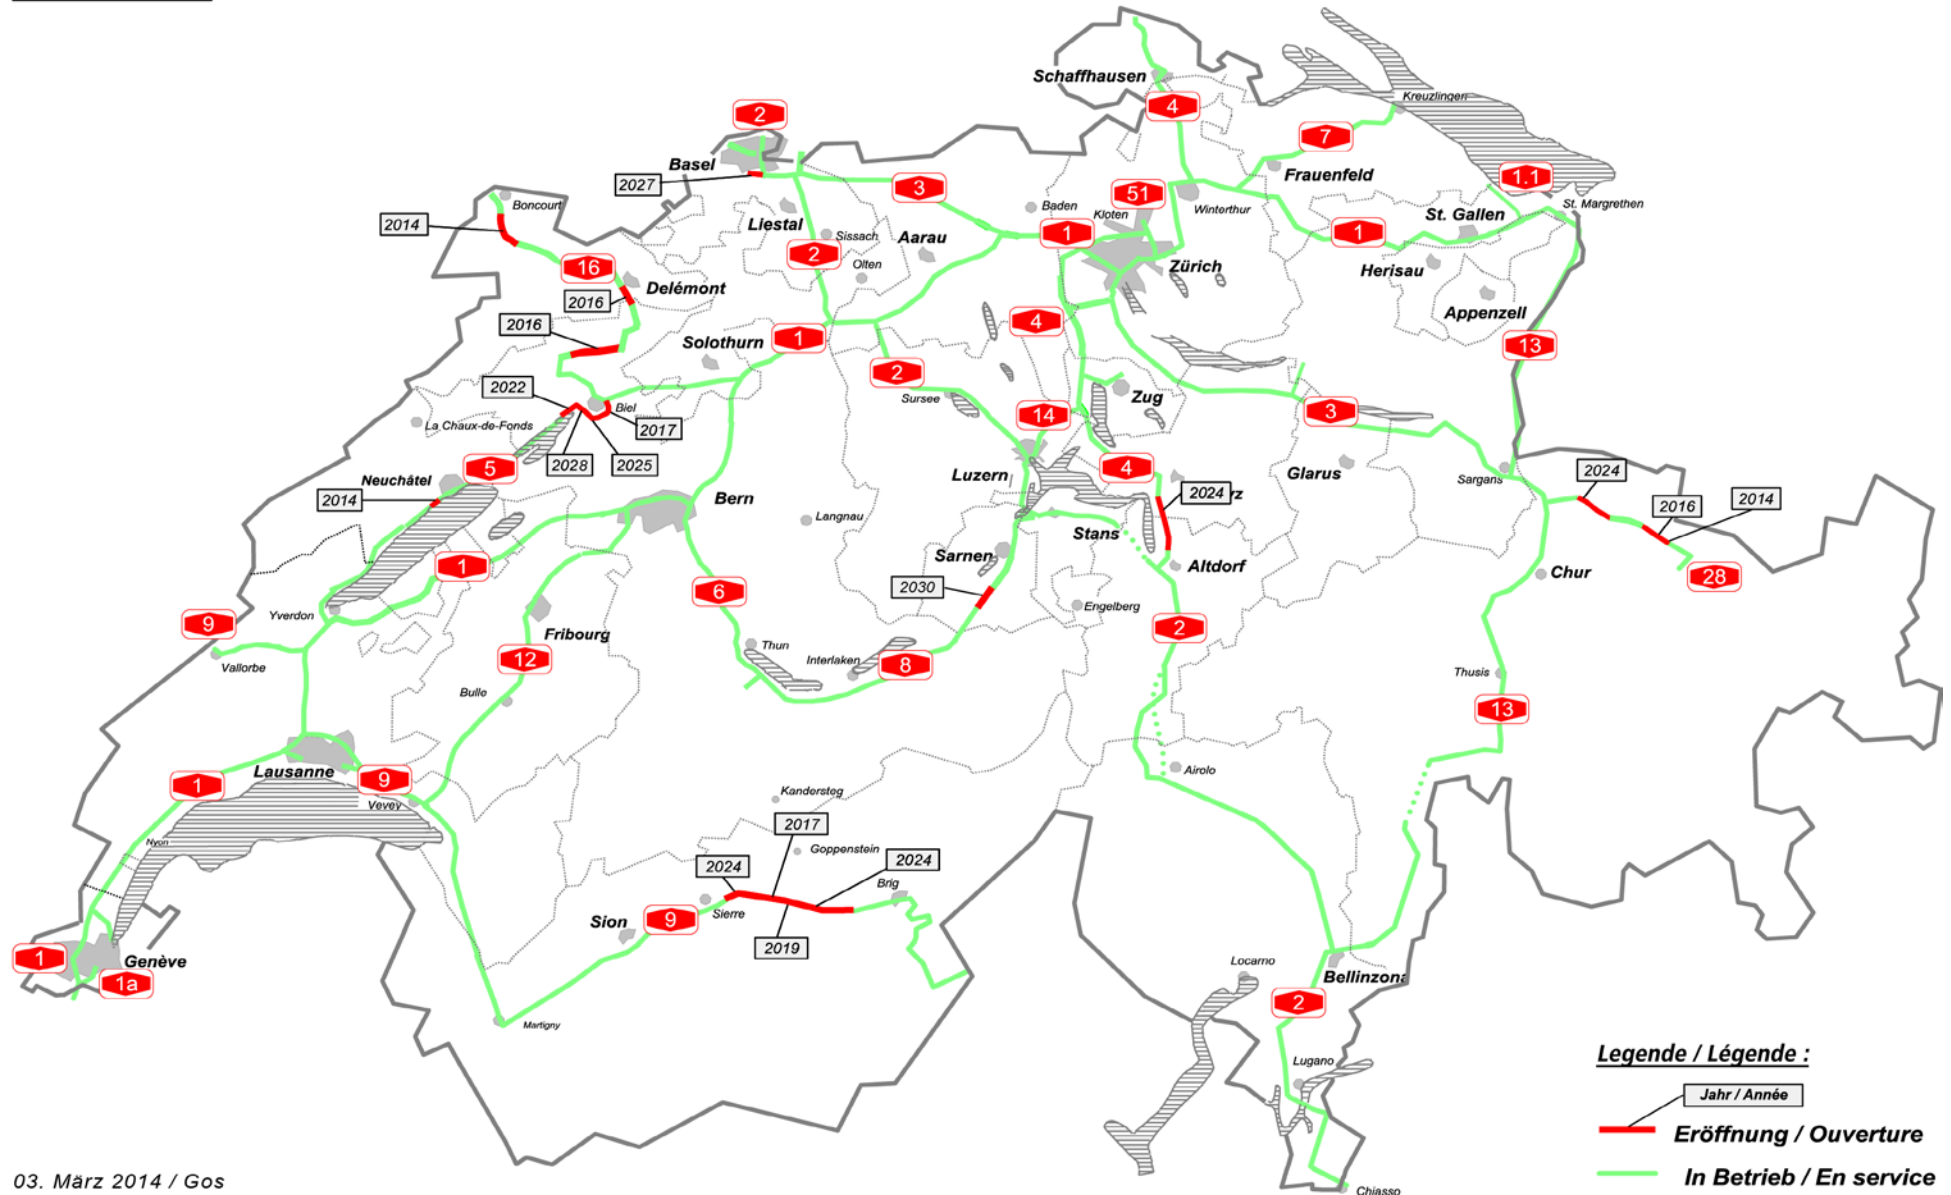 Schaffhausen
4
Kreuzlingen
7
2
Basel
2027
3
51
Frauenfeld
1.1
Boncourt
2014
Liestal
Sissach
Aarau
Baden
Kloten
Winterthur
St. Gallen
St. Margrethen
1
1
2
Olten
Zürich
Herisau
16
Delémont
2016
2016
Appenzell
Solothurn
1
4
13
2022
2
Sursee
Zug
Biel
La Chaux-de-Fonds
2017
14
3
2028
2025
5
Neuchâtel
2014
Luzern
4
Glarus
Sargans
2024
2024
rz
2016
2014
Bern
Langnau
Stans
Sarnen
Altdorf
1
2030
Chur
28
6
Engelberg
Yverdon
9
Fribourg
2
Vallorbe
12
Thun
Interlaken
8
Thusis
Bulle
13
Lausanne
1
9
Vevey
Airolo
Kandersteg
2017
Nyon
Goppenstein
2024
2024
Brig
Sierre
Sion
9
2019
1
Genève
1a
Locarno
Bellinzona
2
Martigny
Lugano
Chiasso
Legende / Légende :
Jahr / Année
Eröffnung / Ouverture
In Betrieb / En service
03. März 2014 / Gos